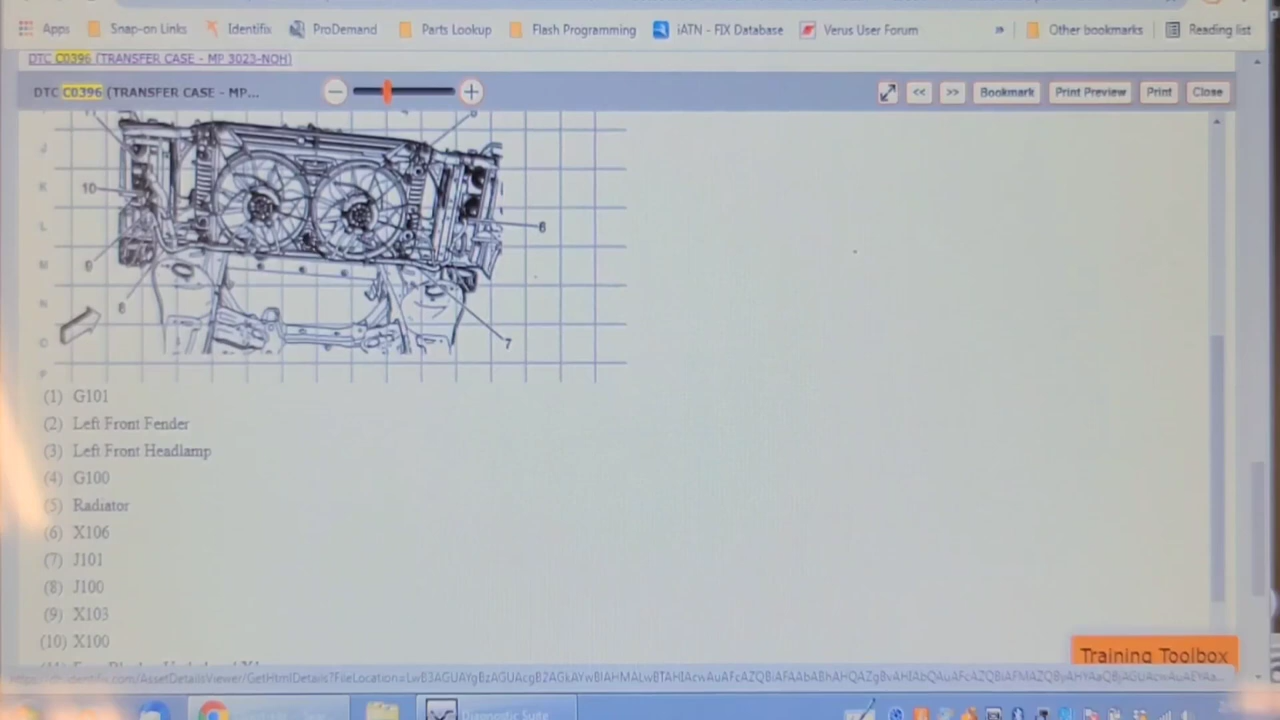 Apps Snap-on Links Identifix ProDemand Parts Lookup Flash Programming iATN - FIX Database Verus User Forum » Other bookmarks Reading list
DTC C0396 (TRANSFER CASE - MP 3023-NOH)
DTC C0396 (TRANSFER CASE - MP... << >> Bookmark Print Preview Print Close
J
K
10
L
6
M
9
N
8
O
7
P
(1) G101
(2) Left Front Fender
(3) Left Front Headlamp
(4) G100
(5) Radiator
(6) X106
(7) J101
(8) J100
(9) X103
(10) X100
Training Toolbox
Diagnostic Suite